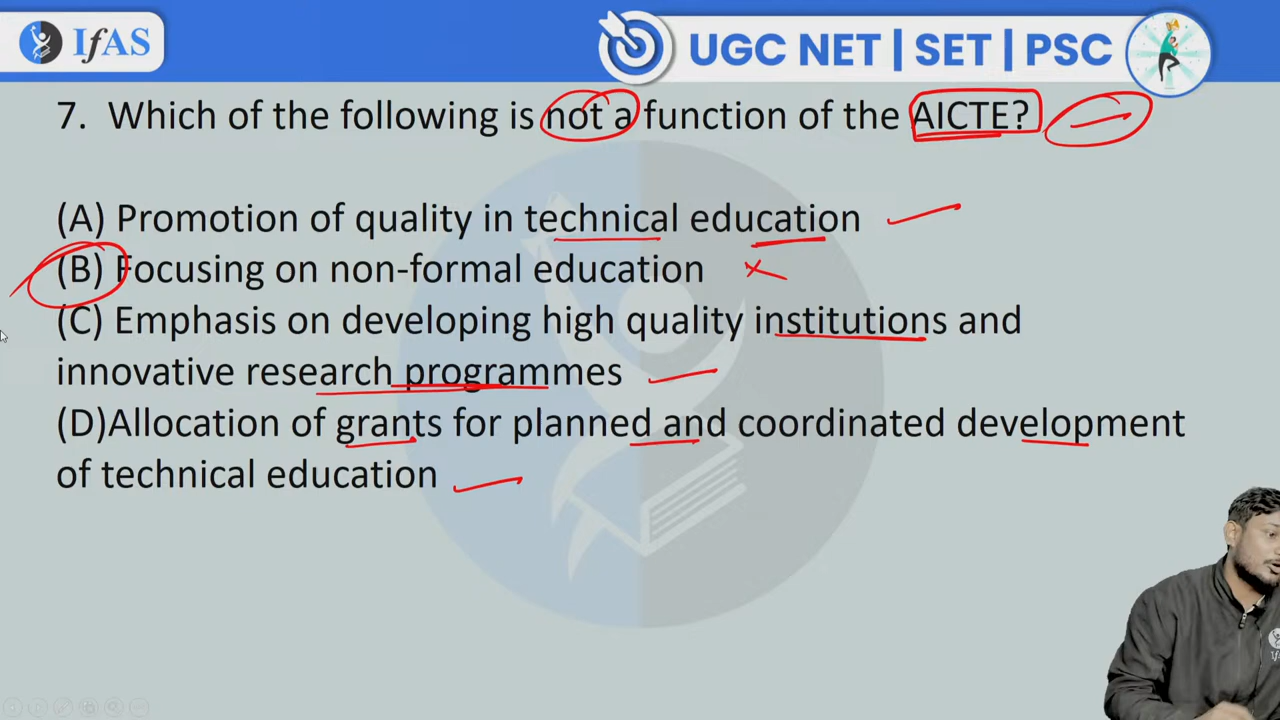 IfAS
UGC NET | SET | PSC
7. Which of the following is not a function of the AICTE?
(A) Promotion of quality in technical education
(B) Focusing on non-formal education
(C) Emphasis on developing high quality institutions and
innovative research programmes
(D)Allocation of grants for planned and coordinated development
of technical education